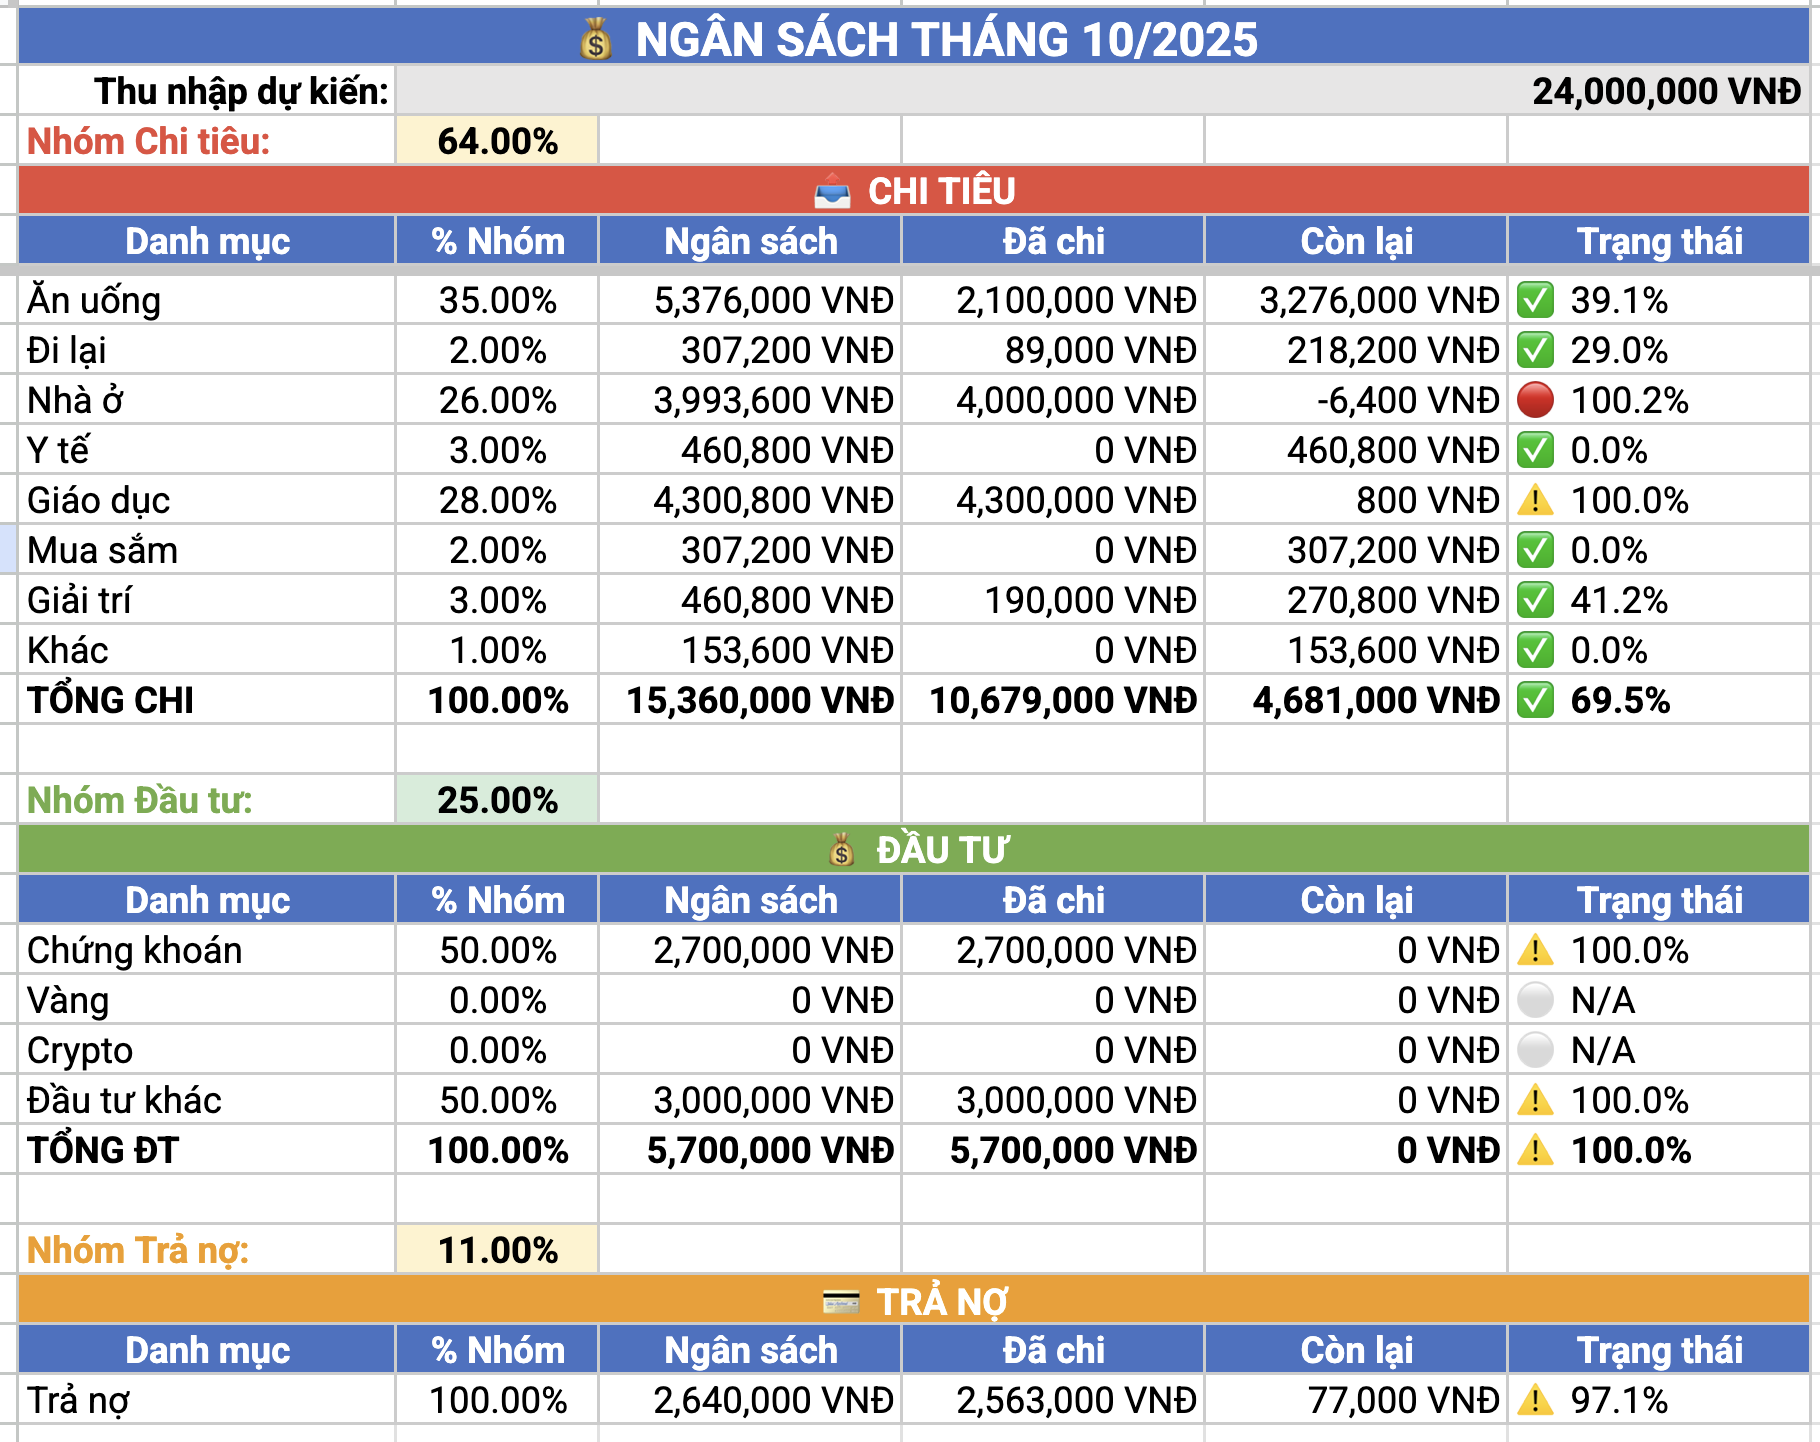 💰 NGÂN SÁCH THÁNG 10/2025
Thu nhập dự kiến: 24,000,000 VNĐ
Nhóm Chi tiêu: 64.00%
📤 CHI TIÊU
Danh mục % Nhóm Ngân sách Đã chi Còn lại Trạng thái
Ăn uống 35.00% 5,376,000 VNĐ 2,100,000 VNĐ 3,276,000 VNĐ ✅ 39.1%
Đi lại 2.00% 307,200 VNĐ 89,000 VNĐ 218,200 VNĐ ✅ 29.0%
Nhà ở 26.00% 3,993,600 VNĐ 4,000,000 VNĐ -6,400 VNĐ 🔴 100.2%
Y tế 3.00% 460,800 VNĐ 0 VNĐ 460,800 VNĐ ✅ 0.0%
Giáo dục 28.00% 4,300,800 VNĐ 4,300,000 VNĐ 800 VNĐ ⚠️ 100.0%
Mua sắm 2.00% 307,200 VNĐ 0 VNĐ 307,200 VNĐ ✅ 0.0%
Giải trí 3.00% 460,800 VNĐ 190,000 VNĐ 270,800 VNĐ ✅ 41.2%
Khác 1.00% 153,600 VNĐ 0 VNĐ 153,600 VNĐ ✅ 0.0%
TỔNG CHI 100.00% 15,360,000 VNĐ 10,679,000 VNĐ 4,681,000 VNĐ ✅ 69.5%
Nhóm Đầu tư: 25.00%
💰 ĐẦU TƯ
Danh mục % Nhóm Ngân sách Đã chi Còn lại Trạng thái
Chứng khoán 50.00% 2,700,000 VNĐ 2,700,000 VNĐ 0 VNĐ ⚠️ 100.0%
Vàng 0.00% 0 VNĐ 0 VNĐ 0 VNĐ ⚪ N/A
Crypto 0.00% 0 VNĐ 0 VNĐ 0 VNĐ ⚪ N/A
Đầu tư khác 50.00% 3,000,000 VNĐ 3,000,000 VNĐ 0 VNĐ ⚠️ 100.0%
TỔNG ĐT 100.00% 5,700,000 VNĐ 5,700,000 VNĐ 0 VNĐ ⚠️ 100.0%
Nhóm Trả nợ: 11.00%
💳 TRẢ NỢ
Danh mục % Nhóm Ngân sách Đã chi Còn lại Trạng thái
Trả nợ 100.00% 2,640,000 VNĐ 2,563,000 VNĐ 77,000 VNĐ ⚠️ 97.1%